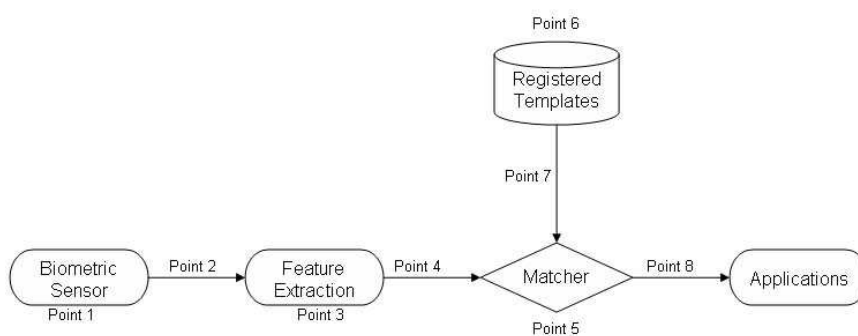 Point 6
Registered
Templates
Point 7
Biometric
Sensor
Point 1
Point 2
Feature
Extraction
Point 3
Point 4
Matcher
Point 5
Point 8
Applications